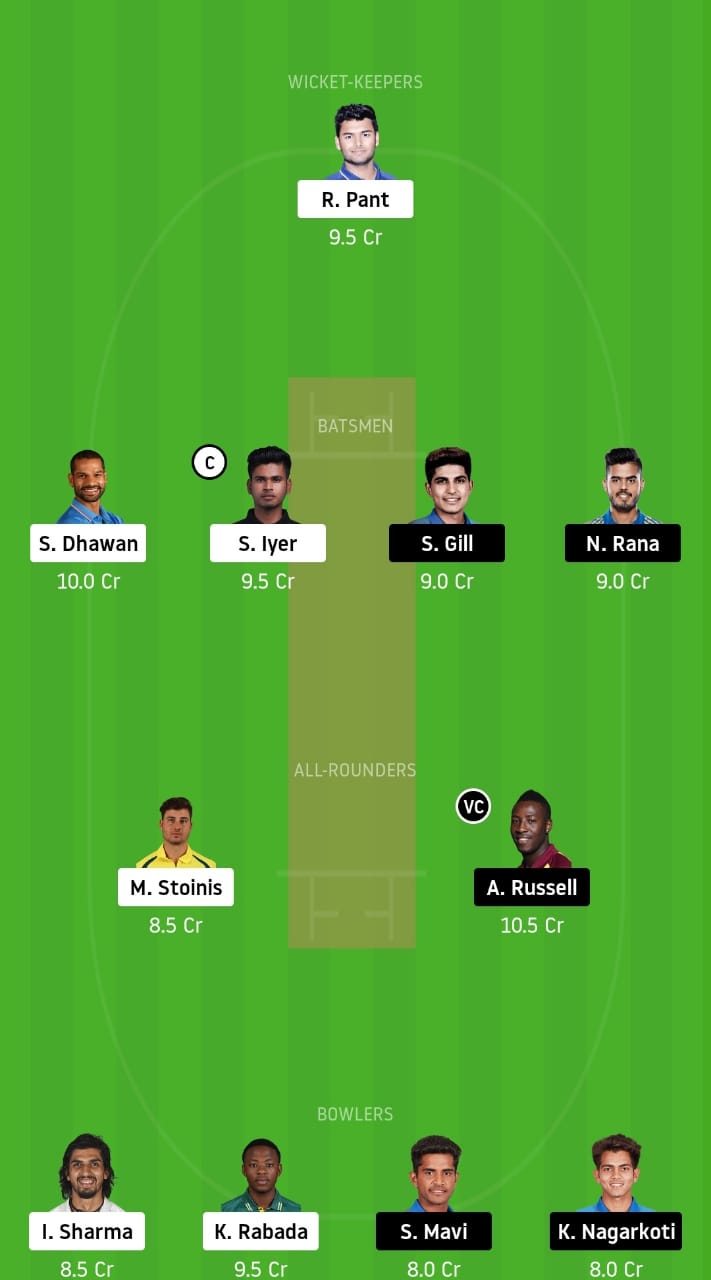 WICKET-KEEPERS
R. Pant
9.5 Cr
BATSMEN
C
S. Dhawan
S. Iyer
S. Gill
N. Rana
10.0 Cr
9.5 Cr
9.0 Cr
9.0 Cr
ALL-ROUNDERS
VC
M. Stoinis
A. Russell
8.5 Cr
10.5 Cr
BOWLERS
I. Sharma
K. Rabada
S. Mavi
K. Nagarkoti
8.5 Cr
9.5 Cr
8.0 Cr
8.0 Cr